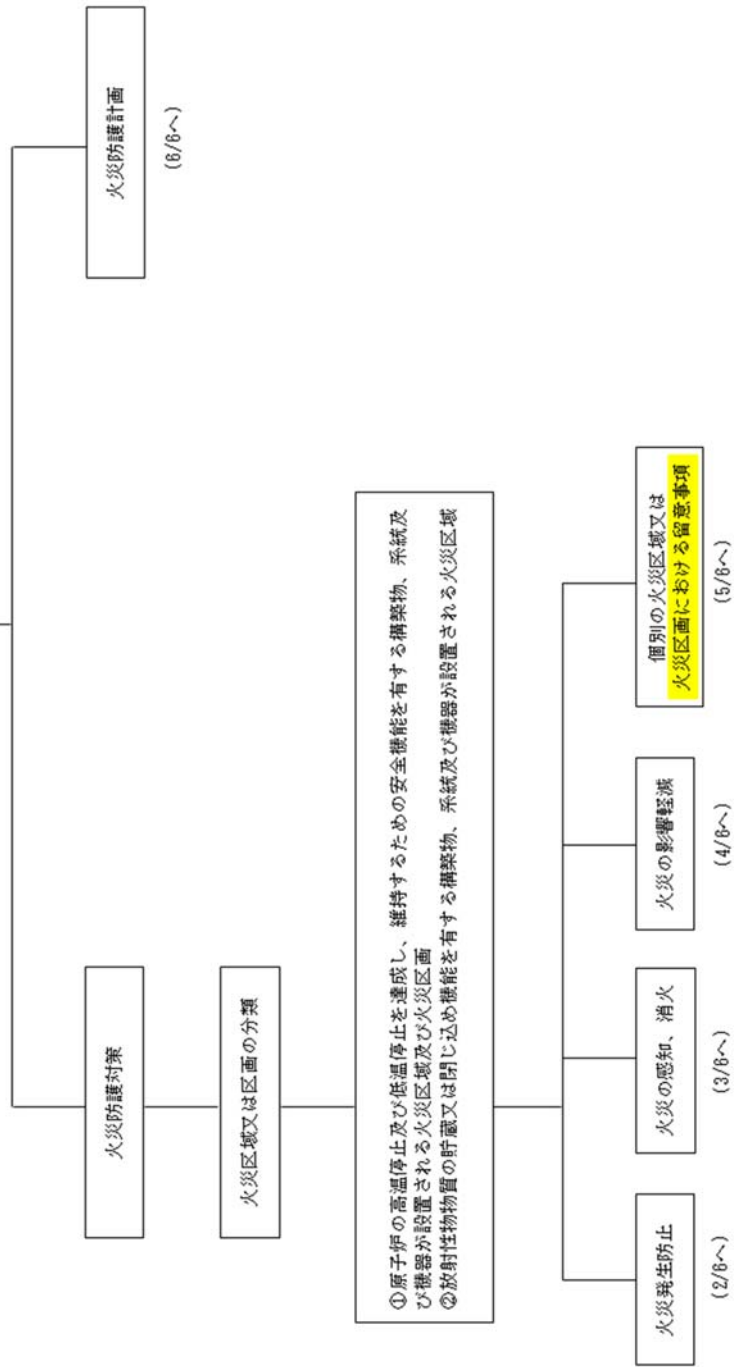 火災防護対策
火災防護計画
(6/6へ)
火災区域又は区画の分類
①原子炉の高温停止及び低温停止を達成し、維持するための安全機能を有する構築物、系統及
び機器が設置される火災区域及び火災区画
②放射性物物質の貯蔵又は閉じ込め機能を有する構築物、系統及び機器が設置される火災区域
火災発生防止
(2/6へ)
火災の感知、消火
(3/6へ)
火災の影響軽減
(4/6へ)
個別の火災区域又は
火災区画における留意事項
(5/6へ)